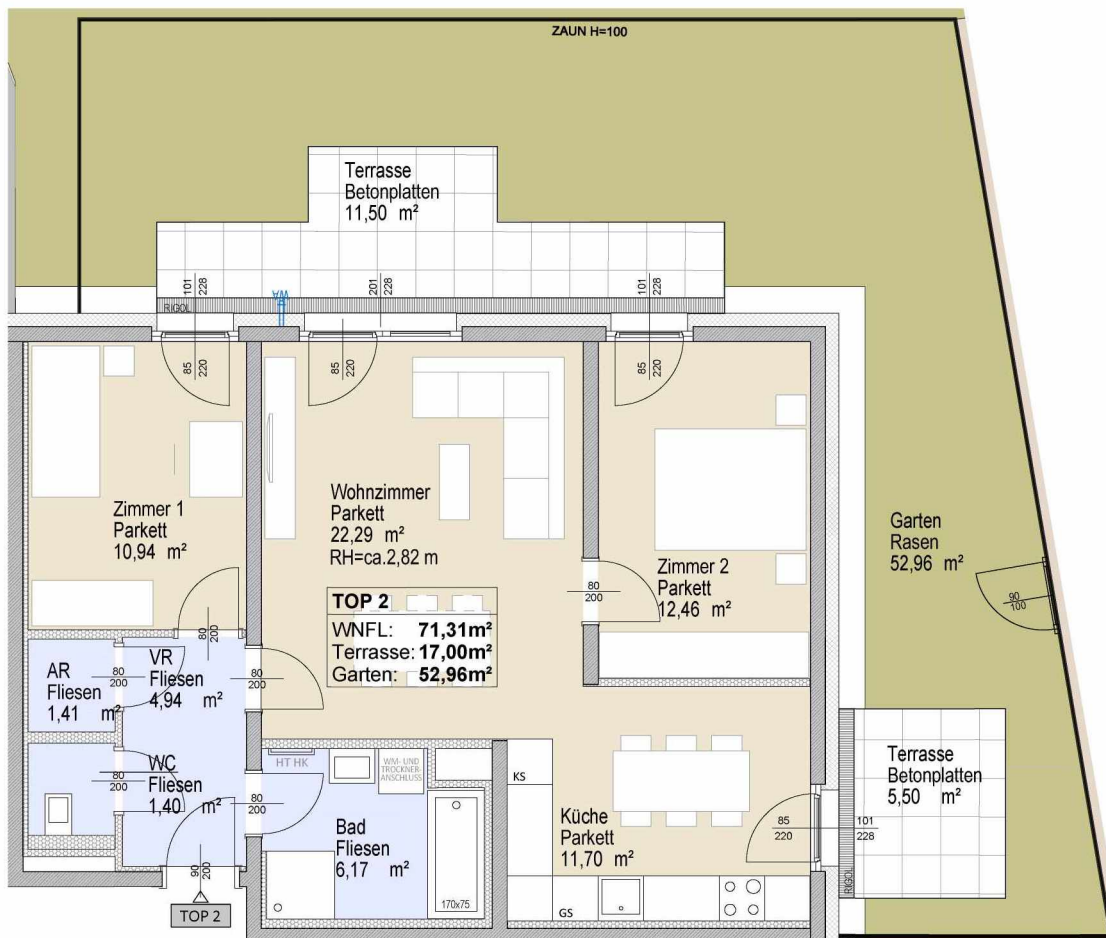 ZAUN H=100
Terrasse
Betonplatten
11,50 m²
101
228
201
228
101
228
RIGOL
WA
85
220
85
220
85
220
Zimmer 1
Parkett
10,94 m²
Wohnzimmer
Parkett
22,29 m²
RH=ca.2,82 m
Zimmer 2
Parkett
12,46 m²
Garten
Rasen
52,96 m²
90
100
80
200
TOP 2
WNFL: 71,31m²
Terrasse: 17,00m²
Garten: 52,96m²
80
200
AR
Fliesen
1,41 m²
80
200
VR
Fliesen
4,94 m²
80
200
WC
Fliesen
1,40 m²
80
200
80
200
90
200
TOP 2
HT HK
WM- UND
TROCKNER-
ANSCHLUSS
Bad
Fliesen
6,17 m²
170x75
KS
GS
Küche
Parkett
11,70 m²
85
220
101
228
RIGOL
Terrasse
Betonplatten
5,50 m²